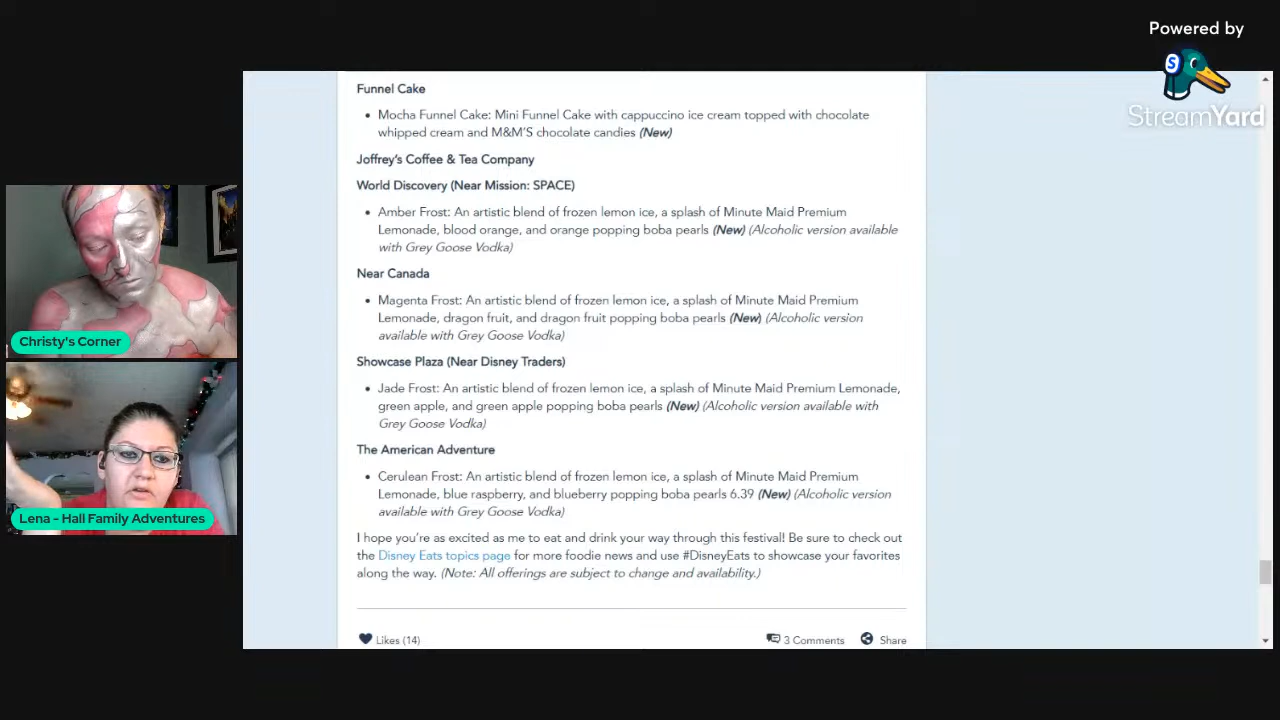 Powered by
S
StreamYard
Funnel Cake
• Mocha Funnel Cake: Mini Funnel Cake with cappuccino ice cream topped with chocolate
whipped cream and M&M'S chocolate candies (New)
Joffrey's Coffee & Tea Company
World Discovery (Near Mission: SPACE)
• Amber Frost: An artistic blend of frozen lemon ice, a splash of Minute Maid Premium
Lemonade, blood orange, and orange popping boba pearls (New) (Alcoholic version available
with Grey Goose Vodka)
Near Canada
• Magenta Frost: An artistic blend of frozen lemon ice, a splash of Minute Maid Premium
Lemonade, dragon fruit, and dragon fruit popping boba pearls (New) (Alcoholic version
available with Grey Goose Vodka)
Showcase Plaza (Near Disney Traders)
• Jade Frost: An artistic blend of frozen lemon ice, a splash of Minute Maid Premium Lemonade,
green apple, and green apple popping boba pearls (New) (Alcoholic version available with
Grey Goose Vodka)
The American Adventure
• Cerulean Frost: An artistic blend of frozen lemon ice, a splash of Minute Maid Premium
Lemonade, blue raspberry, and blueberry popping boba pearls 6.39 (New) (Alcoholic version
available with Grey Goose Vodka)
I hope you're as excited as me to eat and drink your way through this festival! Be sure to check out
the Disney Eats topics page for more foodie news and use #DisneyEats to showcase your favorites
along the way. (Note: All offerings are subject to change and availability.)
Likes (14)
3 Comments
Share
Christy's Corner
Lena - Hall Family Adventures